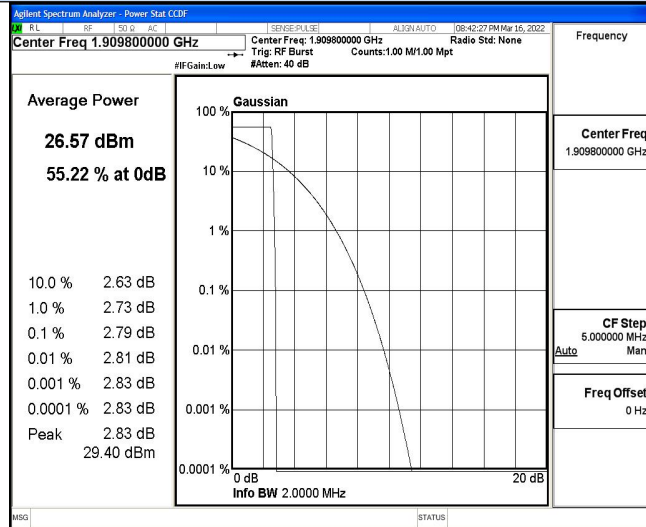 Agilent Spectrum Analyzer - Power Stat CCDF
RL RF 50 Ω AC SENSE:PULSE ALIGN AUTO 08:42:27 PM Mar 16, 2022
Center Freq 1.909800000 GHz
Center Freq: 1.909800000 GHz Radio Std: None
Trig: RF Burst Counts:1.00 M/1.00 Mpt
#IFGain:Low #Atten: 40 dB
Frequency
Average Power
26.57 dBm
55.22 % at 0dB
10.0 % 2.63 dB
1.0 % 2.73 dB
0.1 % 2.79 dB
0.01 % 2.81 dB
0.001 % 2.83 dB
0.0001 % 2.83 dB
Peak 2.83 dB
29.40 dBm
Gaussian
100 %
10 %
1 %
0.1 %
0.01 %
0.001 %
0.0001 %
0 dB 20 dB
Info BW 2.0000 MHz
Center Freq
1.909800000 GHz
CF Step
5.000000 MHz
Auto Man
Freq Offset
0 Hz
MSG STATUS